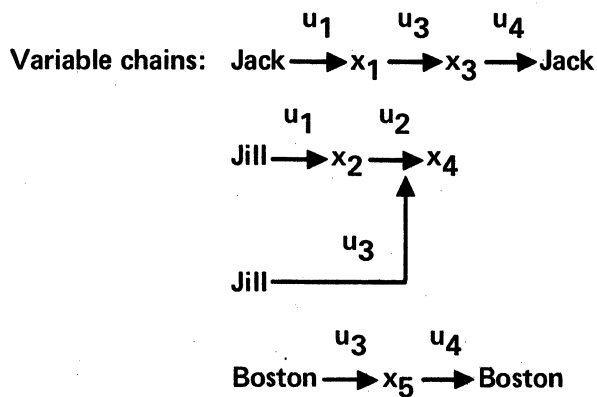 u1 u3 u4
Variable chains: Jack x1 x3 Jack
u1 u2
Jill x2 x4
u3
Jill
u3 u4
Boston x5 Boston